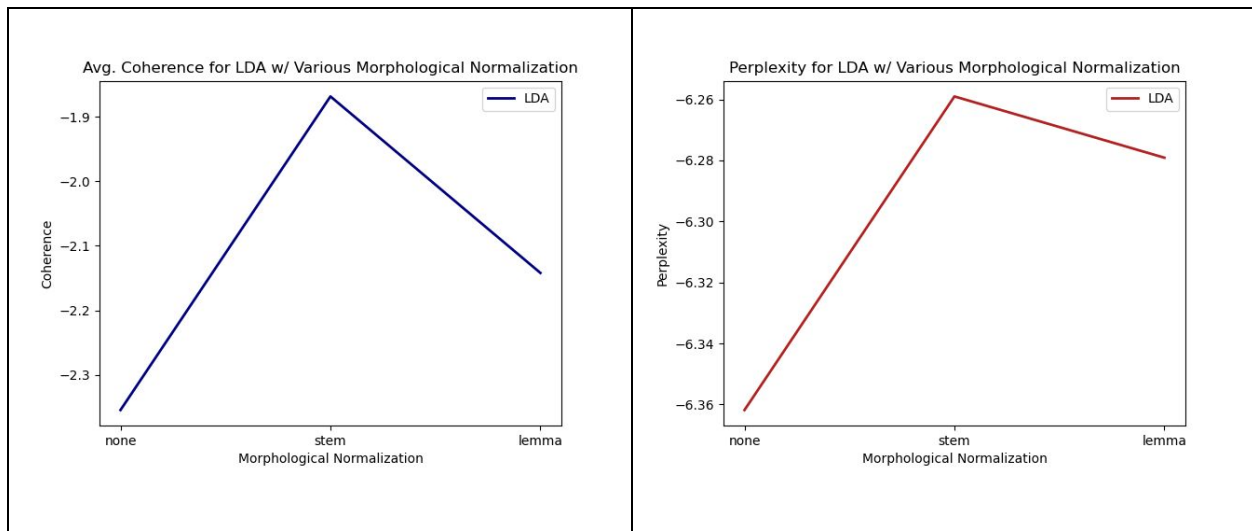 Avg. Coherence for LDA w/ Various Morphological Normalization
LDA
Coherence
−1.9
−2.0
−2.1
−2.2
−2.3
none stem lemma
Morphological Normalization
Perplexity for LDA w/ Various Morphological Normalization
LDA
Perplexity
−6.26
−6.28
−6.30
−6.32
−6.34
−6.36
none stem lemma
Morphological Normalization